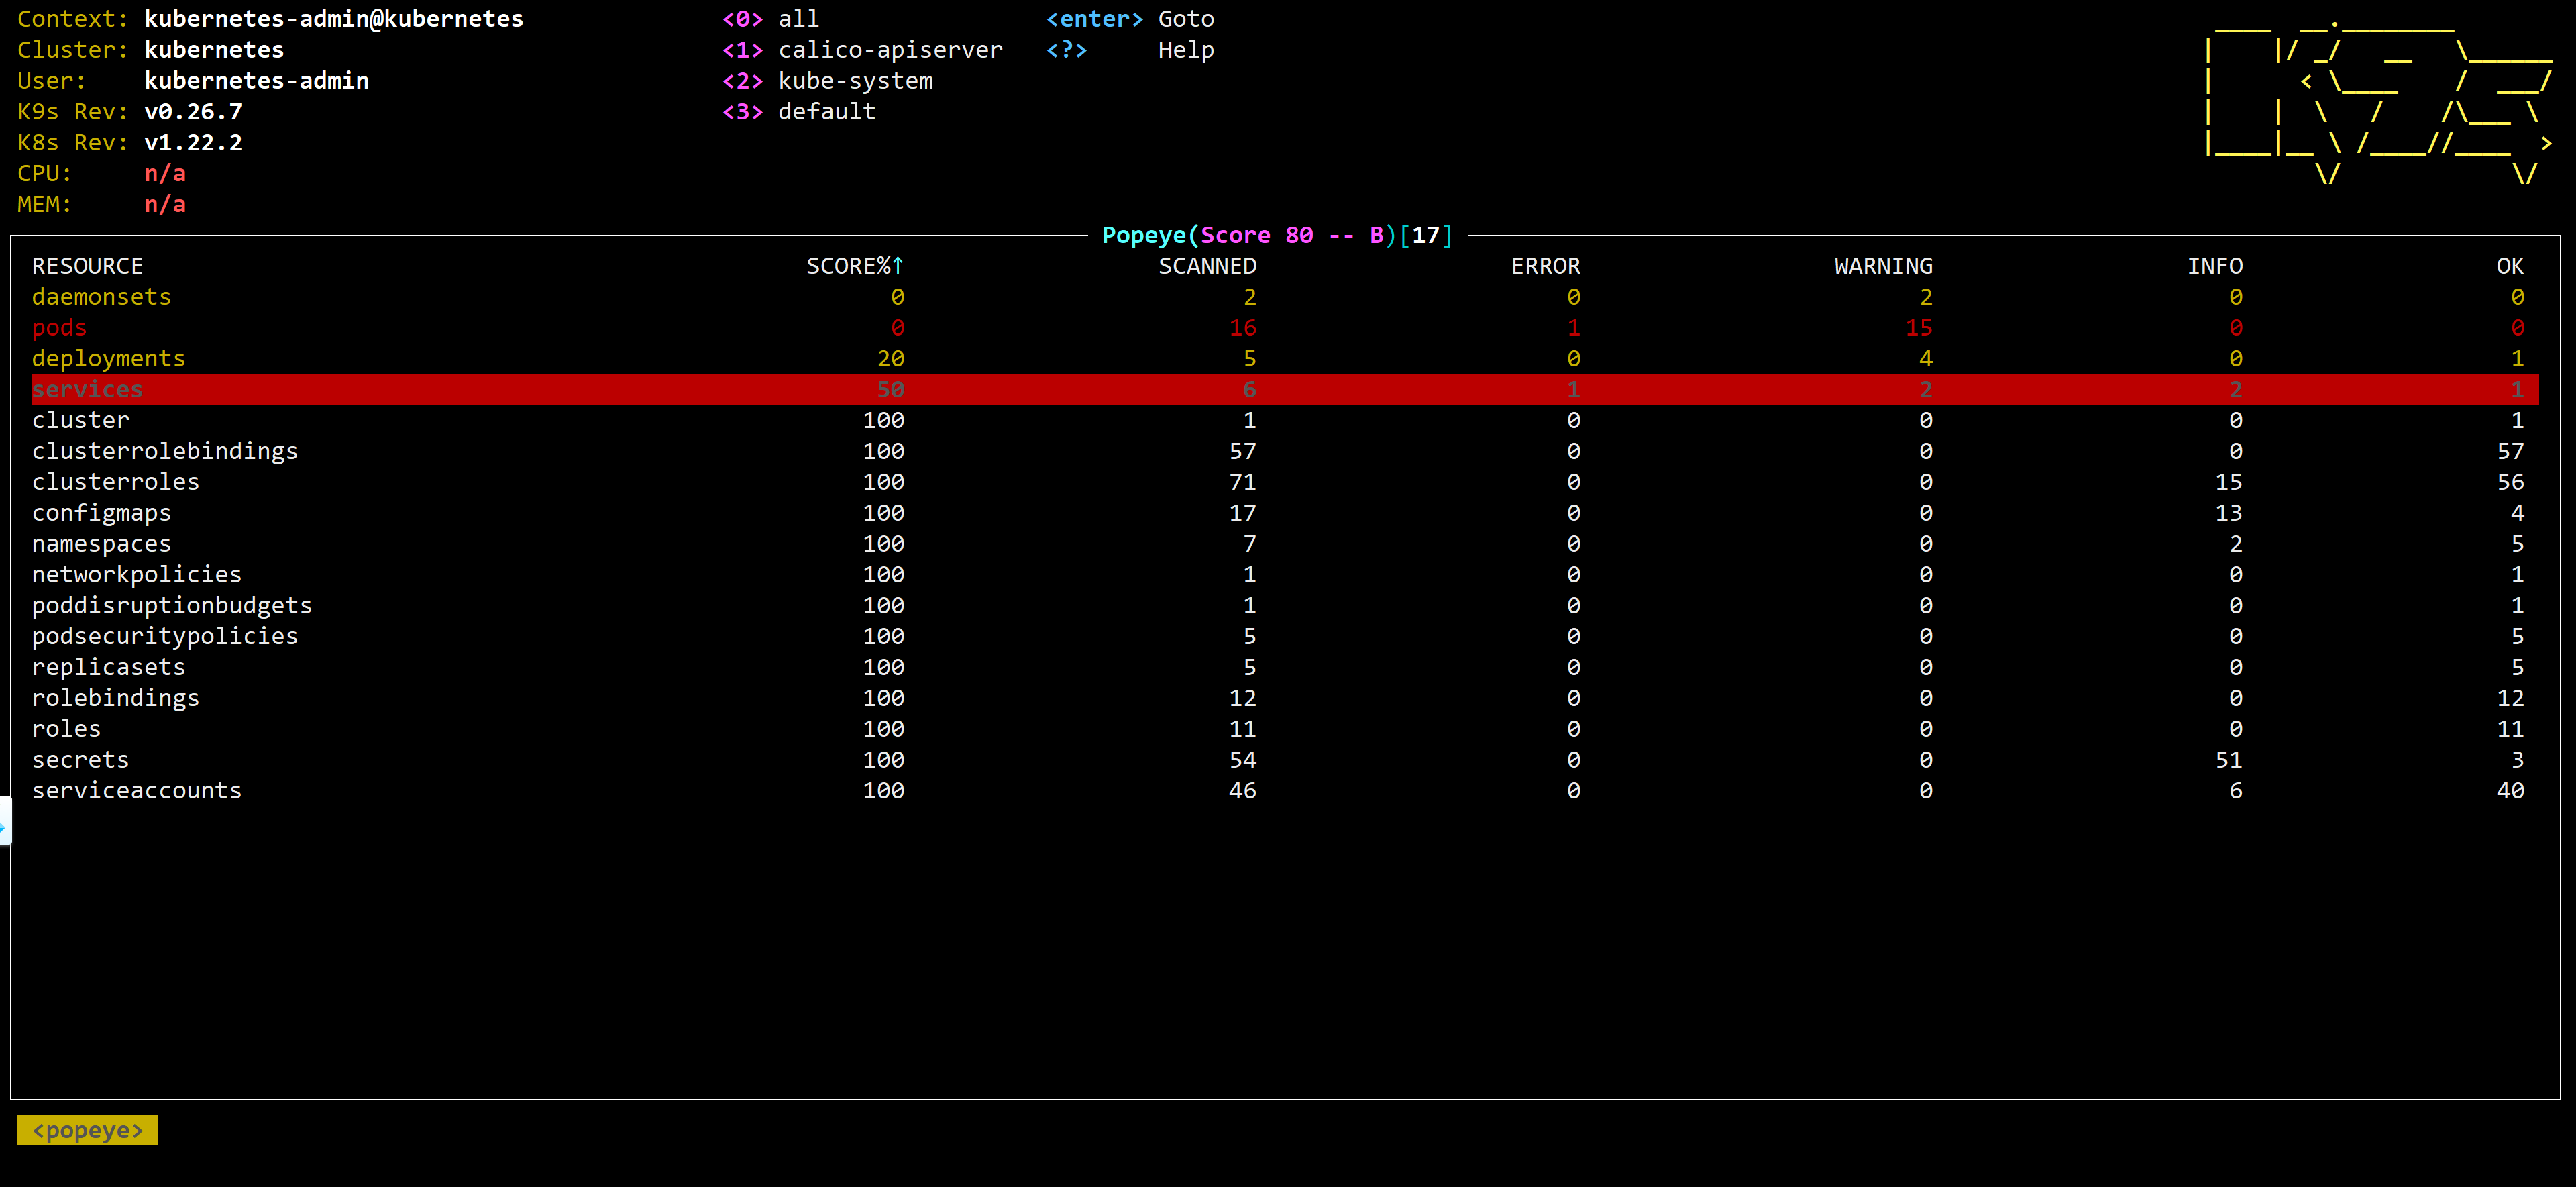 Context: kubernetes-admin@kubernetes <0> all <enter> Goto
Cluster: kubernetes <1> calico-apiserver <?> Help
User: kubernetes-admin <2> kube-system
K9s Rev: v0.26.7 <3> default
K8s Rev: v1.22.2
CPU: n/a
MEM: n/a
Popeye(Score 80 -- B)[17]
RESOURCE SCORE%↑ SCANNED ERROR WARNING INFO OK
daemonsets 0 2 0 2 0 0
pods 0 16 1 15 0 0
deployments 20 5 0 4 0 1
services 50 6 1 2 2 1
cluster 100 1 0 0 0 1
clusterrolebindings 100 57 0 0 0 57
clusterroles 100 71 0 0 15 56
configmaps 100 17 0 0 13 4
namespaces 100 7 0 0 2 5
networkpolicies 100 1 0 0 0 1
poddisruptionbudgets 100 1 0 0 0 1
podsecuritypolicies 100 5 0 0 0 5
replicasets 100 5 0 0 0 5
rolebindings 100 12 0 0 0 12
roles 100 11 0 0 0 11
secrets 100 54 0 0 51 3
serviceaccounts 100 46 0 0 6 40
<popeye>